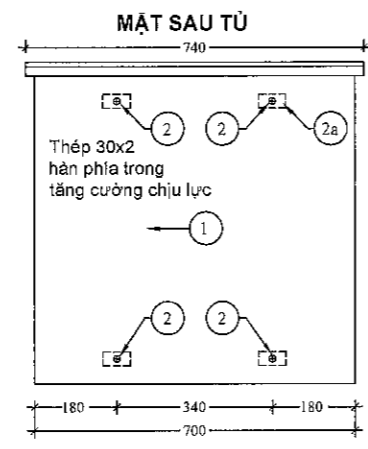 MẶT SAU TỦ
740
2 2 2a
Thép 30x2
hàn phía trong
tăng cường chịu lực
1
2 2
180 340 180
700